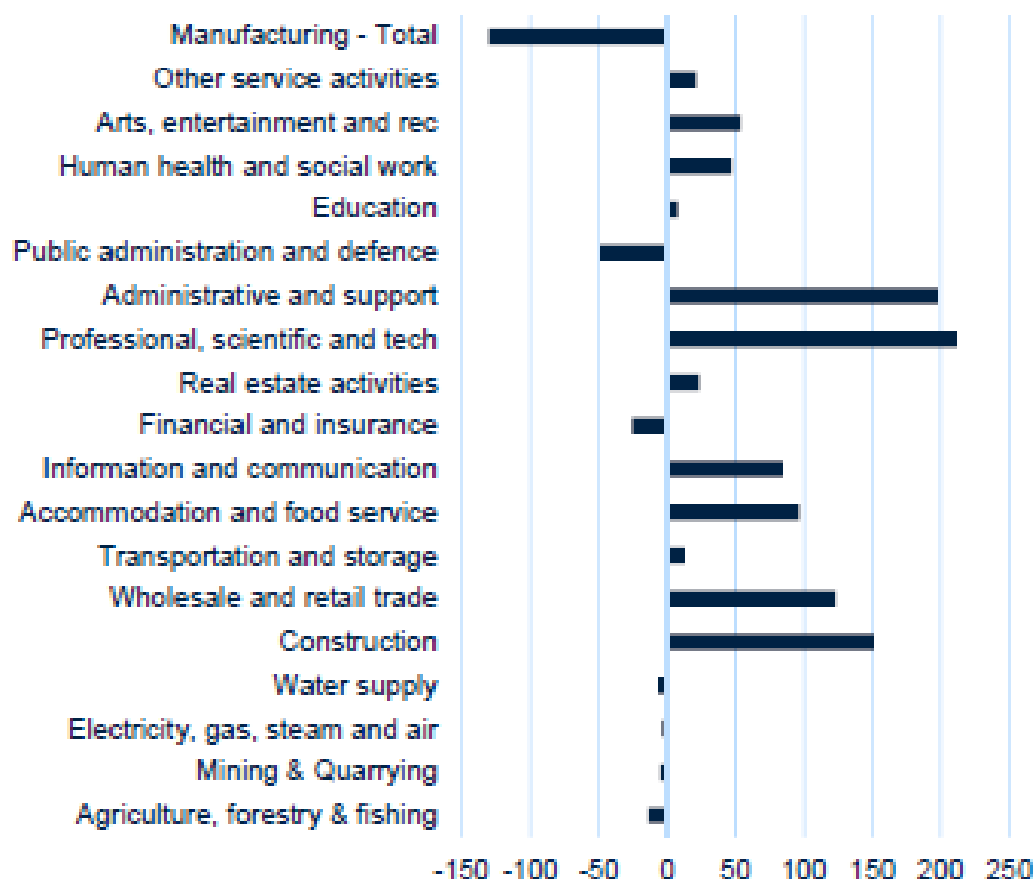 Manufacturing - Total
Other service activities
Arts, entertainment and rec
Human health and social work
Education
Public administration and defence
Administrative and support
Professional, scientific and tech
Real estate activities
Financial and insurance
Information and communication
Accommodation and food service
Transportation and storage
Wholesale and retail trade
Construction
Water supply
Electricity, gas, steam and air
Mining & Quarrying
Agriculture, forestry & fishing
-150 -100 -50 0 50 100 150 200 250